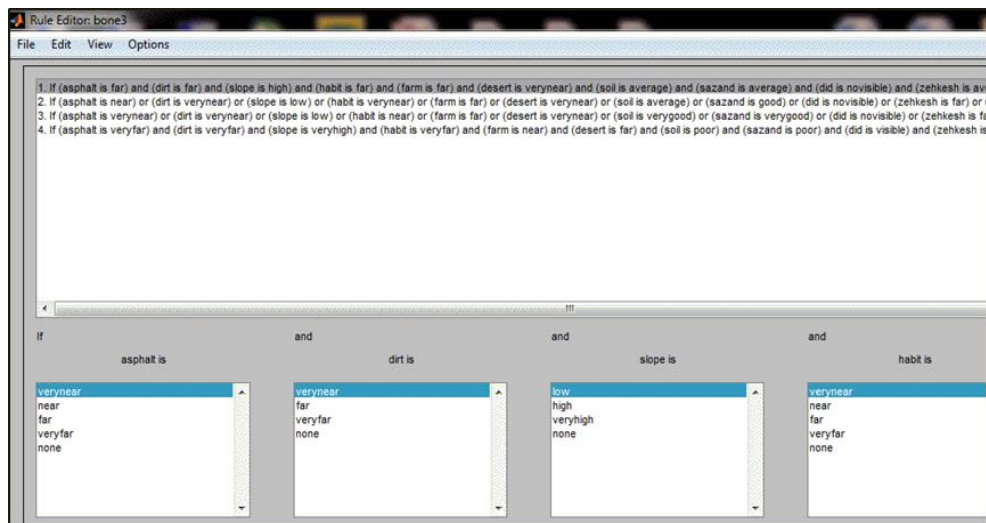 Rule Editor: bone3
File Edit View Options
1. If (asphalt is far) and (dirt is far) and (slope is high) and (habit is far) and (farm is far) and (desert is verynear) and (soil is average) and (sazand is average) and (did is novisible) and (zehkesh is ave
2. If (asphalt is near) or (dirt is verynear) or (slope is low) or (habit is verynear) or (farm is far) or (desert is verynear) or (soil is average) or (sazand is good) or (did is novisible) or (zehkesh is far) or (
3. If (asphalt is verynear) or (dirt is verynear) or (slope is low) or (habit is near) or (farm is far) or (desert is verynear) or (soil is verygood) or (sazand is verygood) or (did is novisible) or (zehkesh is fa
4. If (asphalt is veryfar) and (dirt is veryfar) and (slope is veryhigh) and (habit is veryfar) and (farm is near) and (desert is far) and (soil is poor) and (sazand is poor) and (did is visible) and (zehkesh is
If and and and
asphalt is dirt is slope is habit is
verynear verynear low verynear
near far high near
far veryfar veryhigh far
veryfar none none veryfar
none none